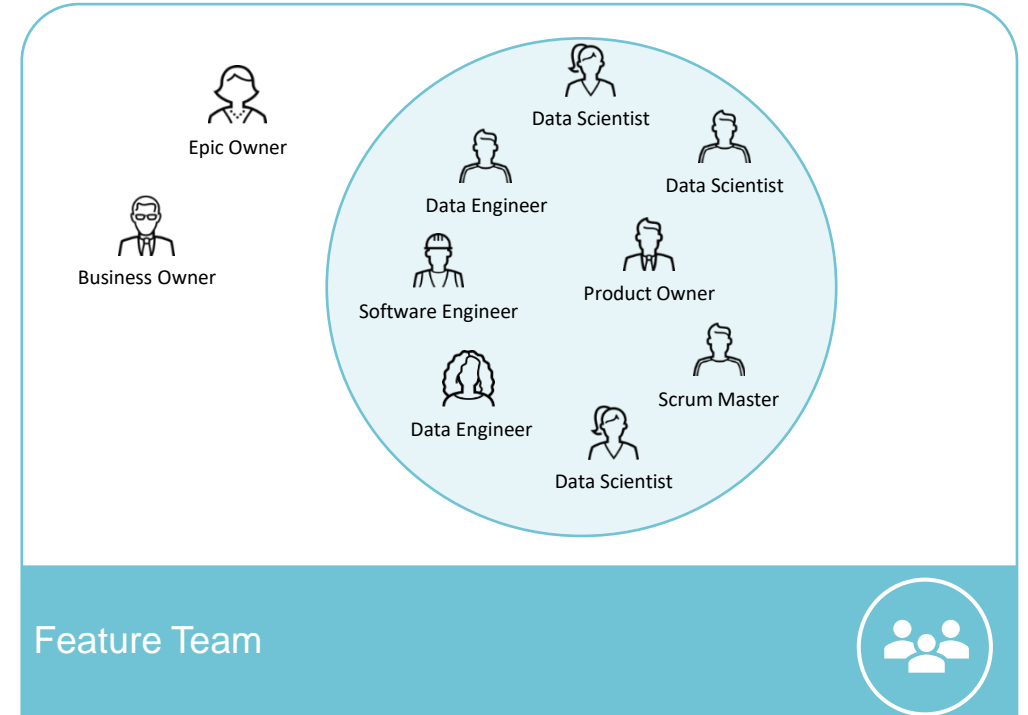 Data Scientist
Epic Owner
Data Scientist
Data Engineer
Business Owner
Product Owner
Software Engineer
Scrum Master
Data Engineer
Data Scientist
Feature Team